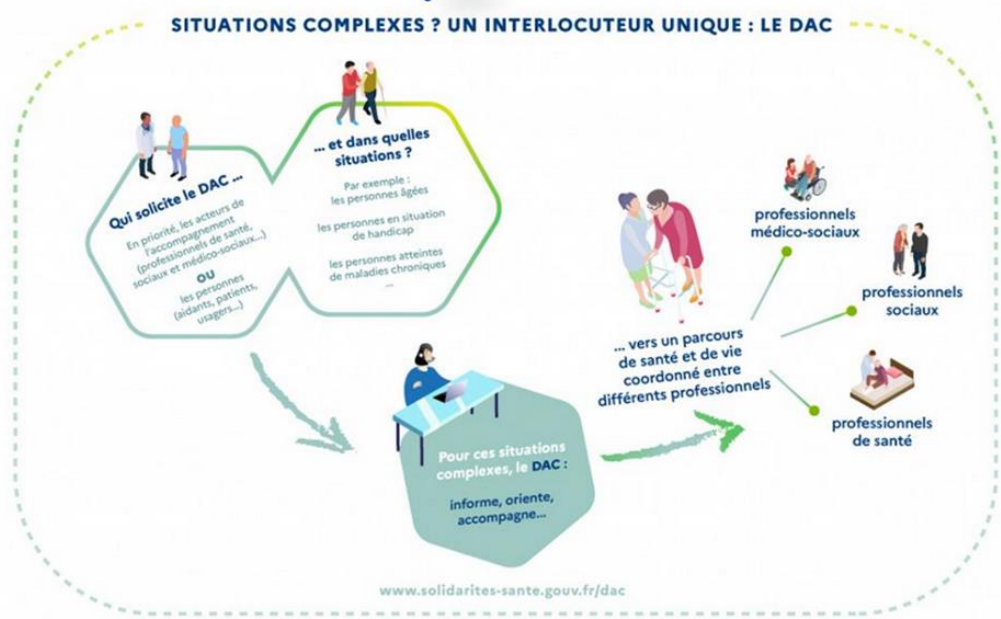 SITUATIONS COMPLEXES ? UN INTERLOCUTEUR UNIQUE : LE DAC
Qui solicite le DAC ...
En priorité, les acteurs de
l'accompagnement
(professionnels de santé,
sociaux et médico-sociaux...)
OU
les personnes
(aidants, patients,
usagers...)
... et dans quelles
situations ?
Par exemple :
les personnes âgées
les personnes en situation
de handicap
les personnes atteintes
de maladies chroniques
...
Pour ces situations
complexes, le DAC :
informe, oriente,
accompagne...
... vers un parcours
de santé et de vie
coordonné entre
différents professionnels
professionnels
médico-sociaux
professionnels
sociaux
professionnels
de santé
www.solidarites-sante.gouv.fr/dac